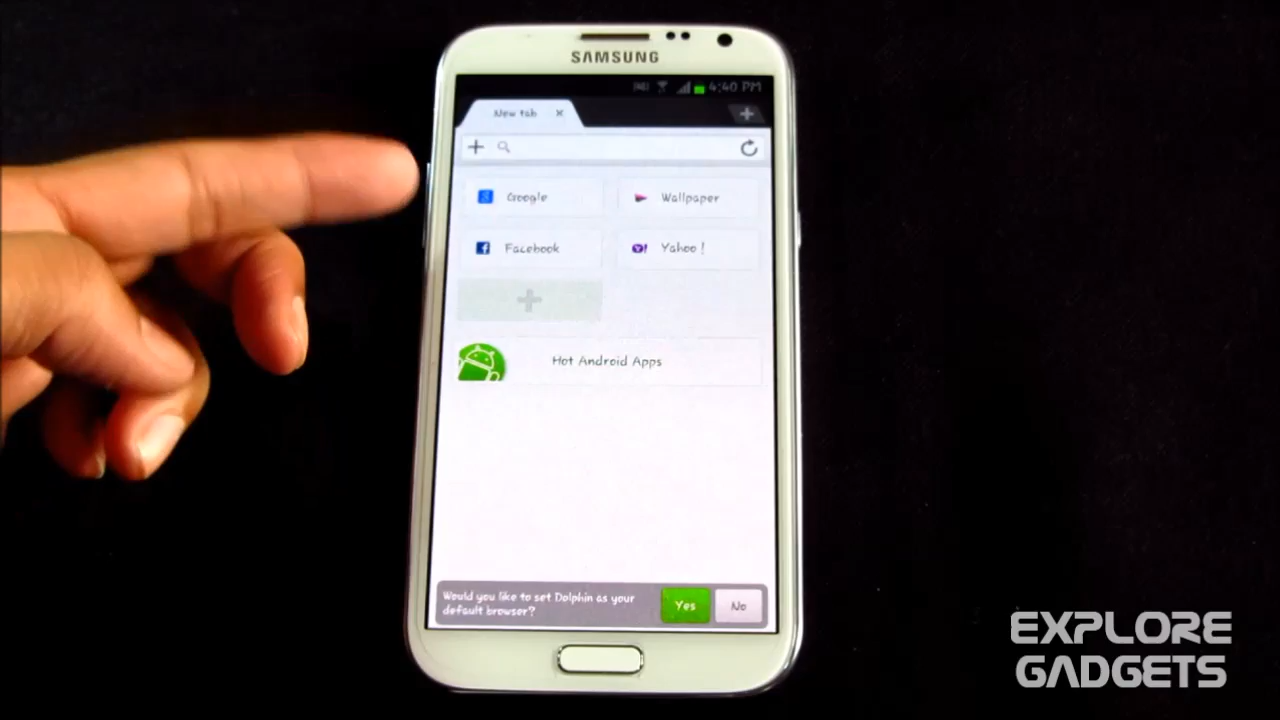 SAMSUNG
4:40 PM
New tab
Google
Wallpaper
Facebook
Yahoo !
Hot Android Apps
Would you like to set Dolphin as your
default browser?
Yes
No
EXPLORE
GADGETS